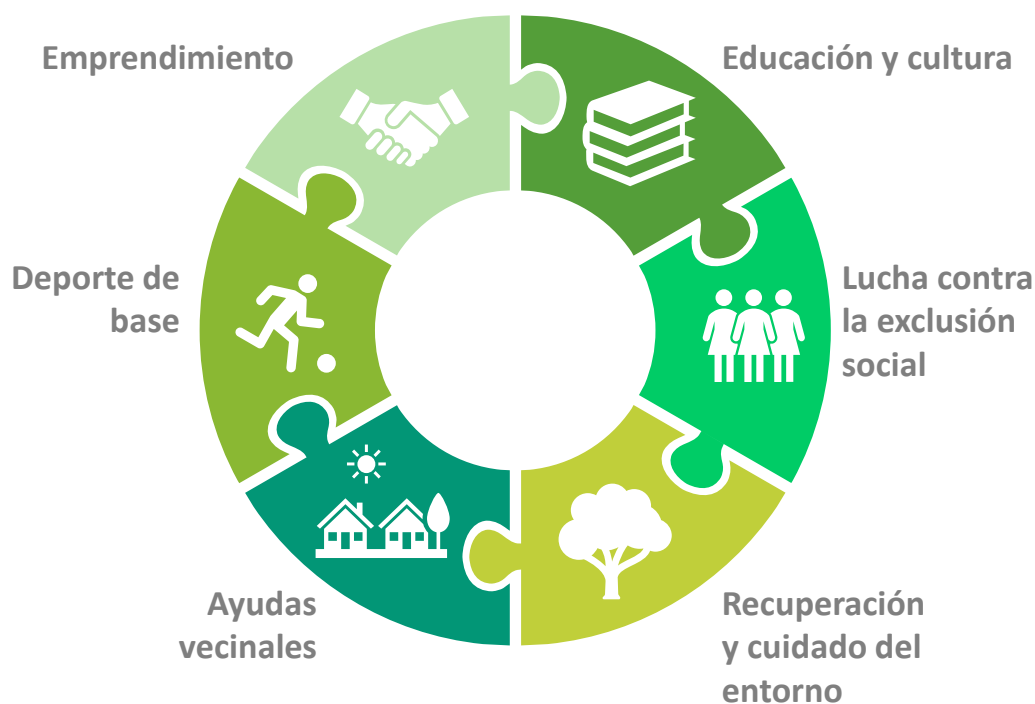 Emprendimiento
Educación y cultura
Deporte de
base
Lucha contra
la exclusión
social
Ayudas
vecinales
Recuperación
y cuidado del
entorno